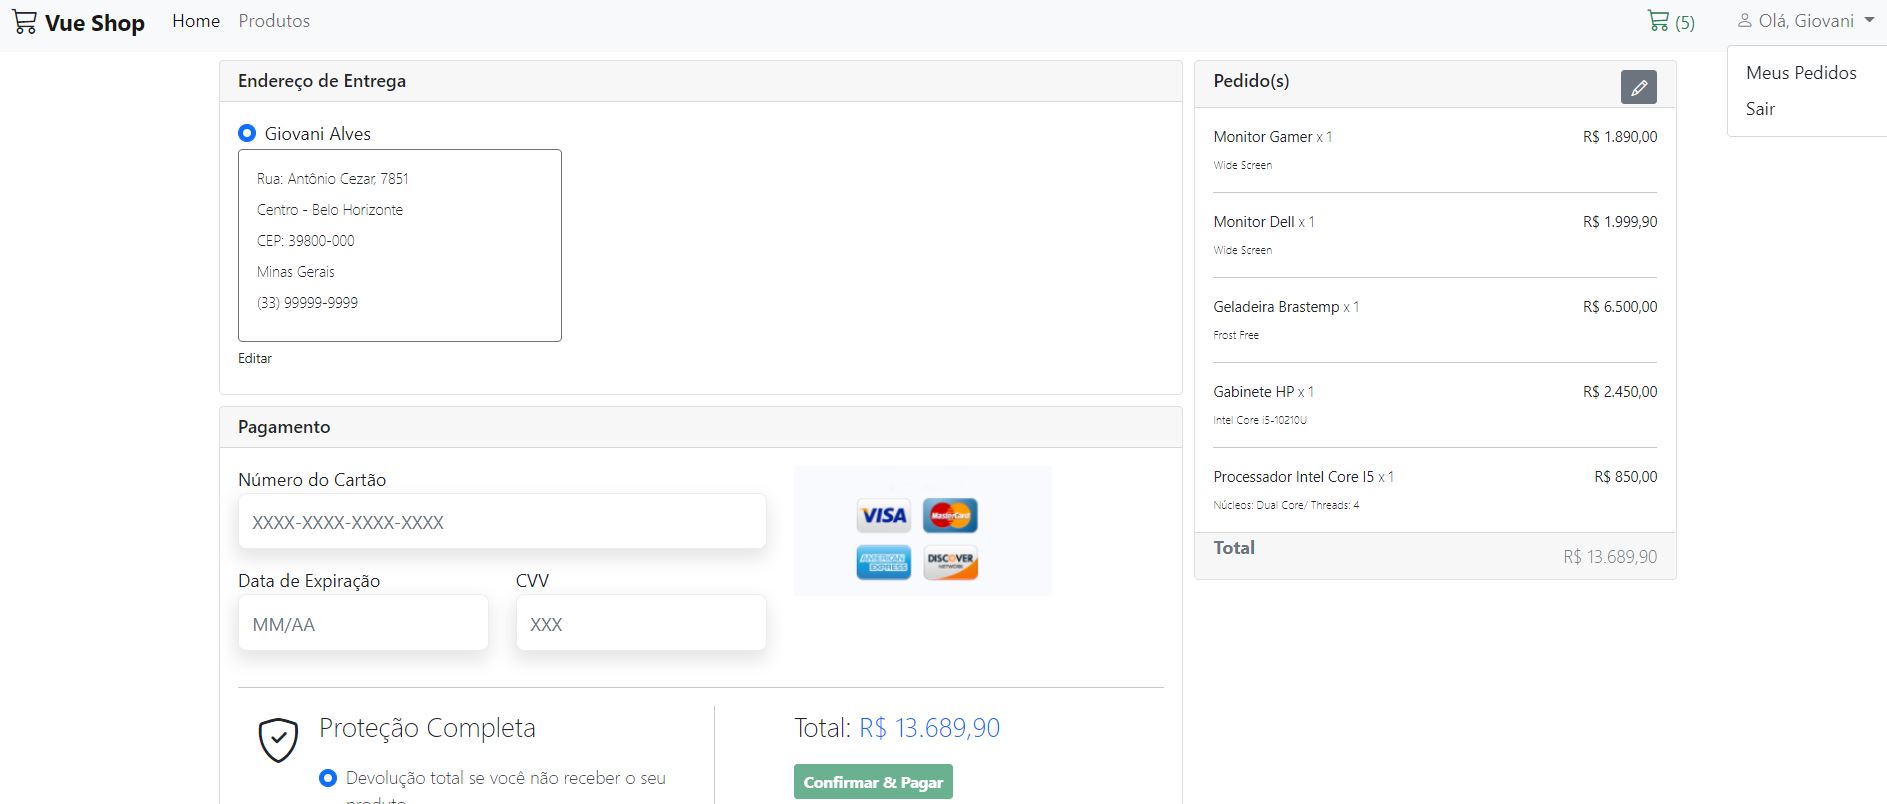 Vue Shop Home Produtos (5) Olá, Giovani
Meus Pedidos
Sair
Endereço de Entrega
Giovani Alves
Rua: Antônio Cezar, 7851
Centro - Belo Horizonte
CEP: 39800-000
Minas Gerais
(33) 99999-9999
Editar
Pagamento
Número do Cartão
XXXX-XXXX-XXXX-XXXX
Data de Expiração
MM/AA
CVV
XXX
VISA MasterCard
AMERICAN EXPRESS DISCOVER NETWORK
Proteção Completa
Devolução total se você não receber o seu
produto
Total: R$ 13.689,90
Confirmar & Pagar
Pedido(s)
Monitor Gamer x 1 R$ 1.890,00
Wide Screen
Monitor Dell x 1 R$ 1.999,90
Wide Screen
Geladeira Brastemp x 1 R$ 6.500,00
Frost Free
Gabinete HP x 1 R$ 2.450,00
Intel Core i5-10210U
Processador Intel Core I5 x 1 R$ 850,00
Núcleos: Dual Core/ Threads: 4
Total R$ 13.689,90